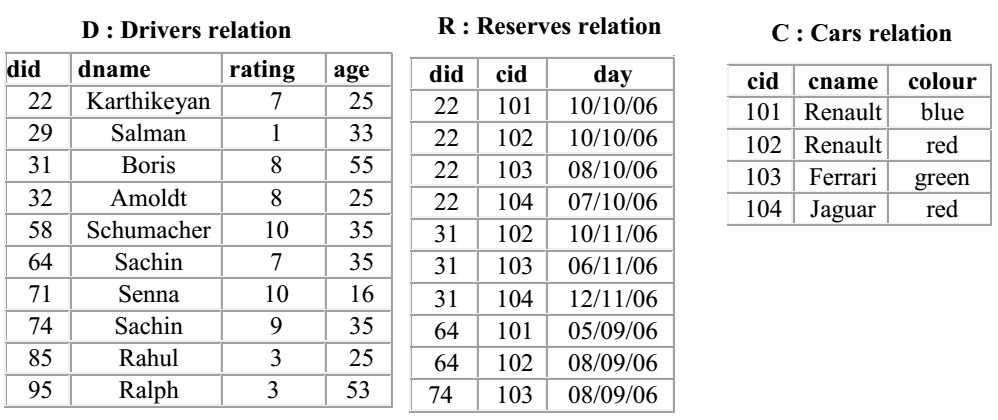 D : Drivers relation
did dname rating age
22 Karthikeyan 7 25
29 Salman 1 33
31 Boris 8 55
32 Amoldt 8 25
58 Schumacher 10 35
64 Sachin 7 35
71 Senna 10 16
74 Sachin 9 35
85 Rahul 3 25
95 Ralph 3 53
R : Reserves relation
did cid day
22 101 10/10/06
22 102 10/10/06
22 103 08/10/06
22 104 07/10/06
31 102 10/11/06
31 103 06/11/06
31 104 12/11/06
64 101 05/09/06
64 102 08/09/06
74 103 08/09/06
C : Cars relation
cid cname colour
101 Renault blue
102 Renault red
103 Ferrari green
104 Jaguar red